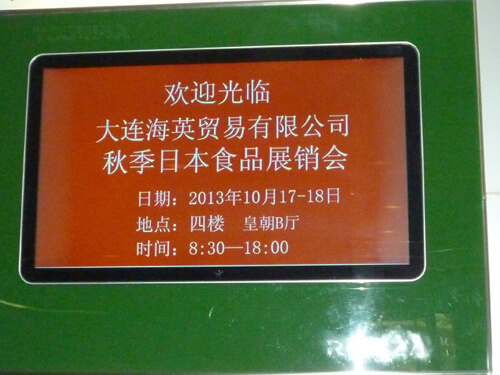 欢迎光临
大连海英贸易有限公司
秋季日本食品展销会
日期：2013年10月17-18日
地点：四楼 皇朝B厅
时间：8:30—18:00